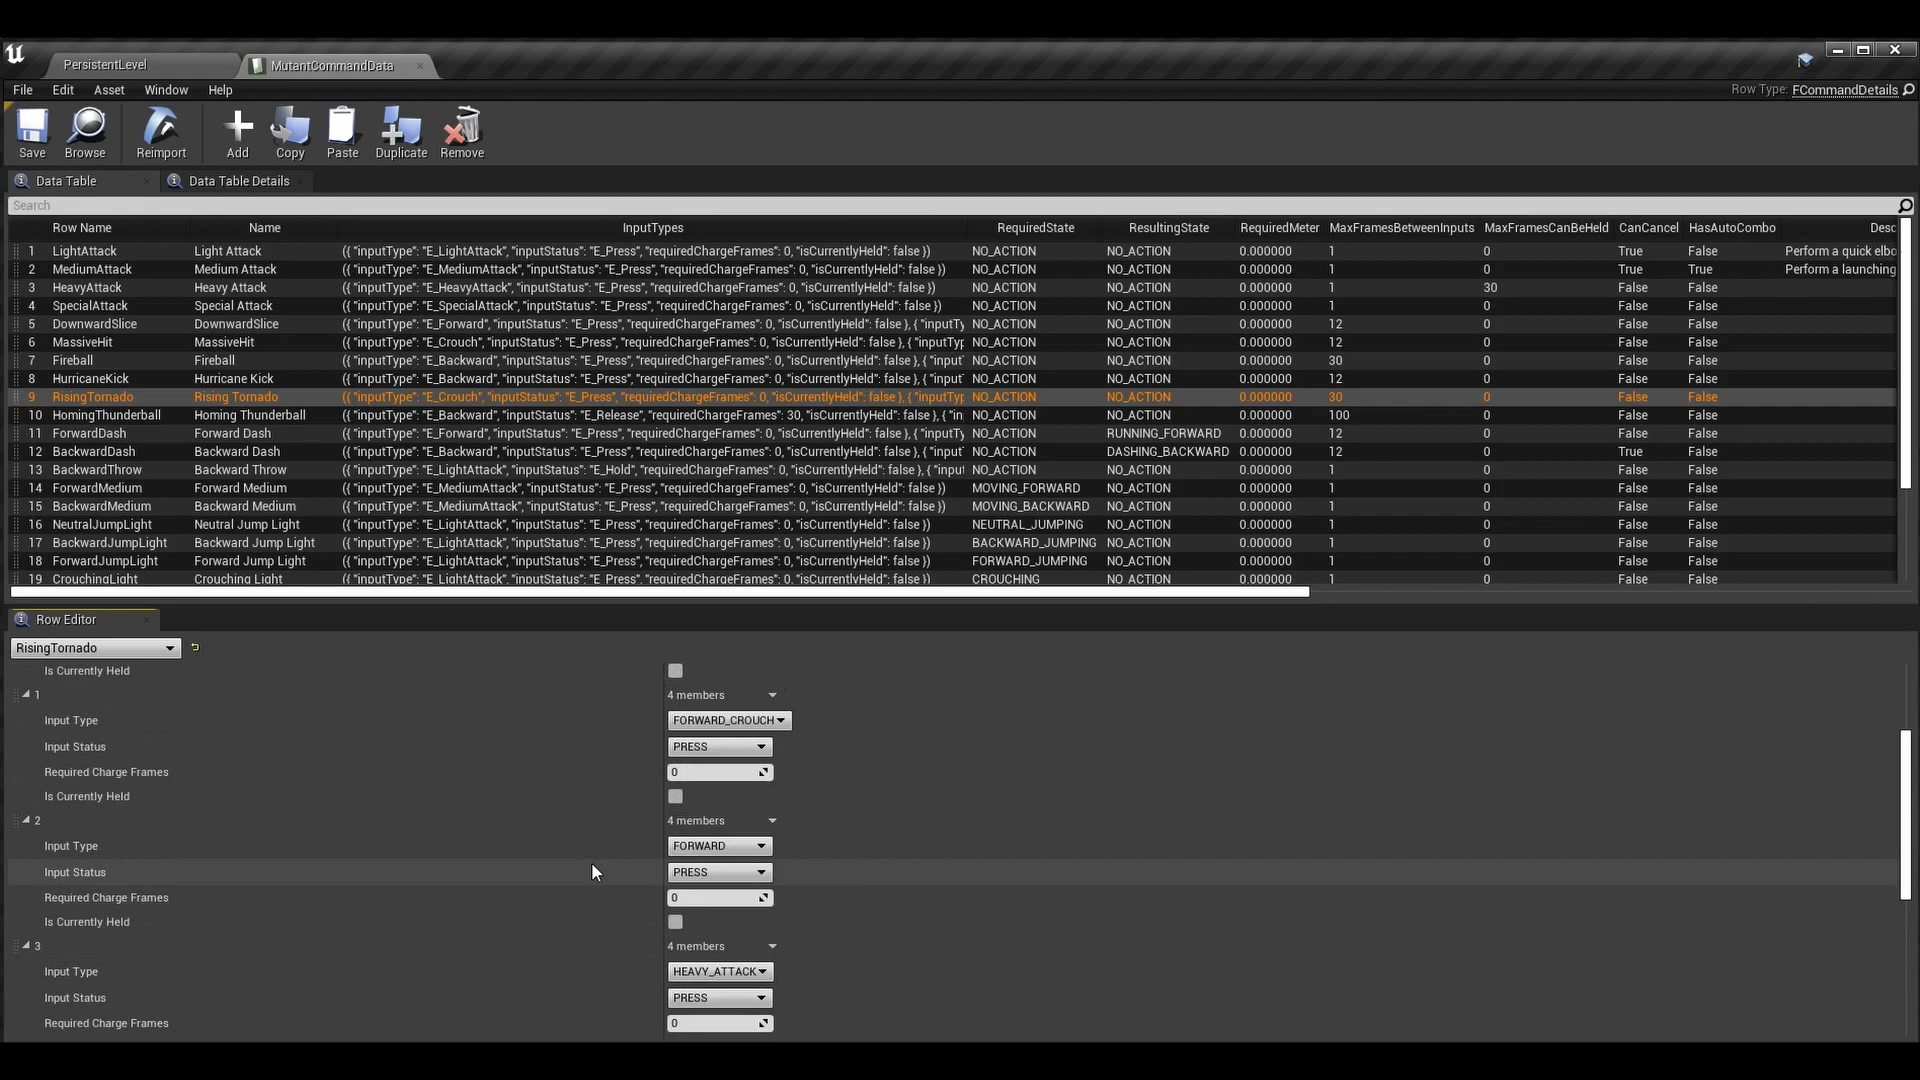 PersistentLevel
MutantCommandData
File Edit Asset Window Help
Row Type: FCommandDetails
Save Browse Reimport Add Copy Paste Duplicate Remove
Data Table
Data Table Details
Search
Row Name Name InputTypes RequiredState ResultingState RequiredMeter MaxFramesBetweenInputs MaxFramesCanBeHeld CanCancel HasAutoCombo Desc
1 LightAttack Light Attack ({ "inputType": "E_LightAttack", "inputStatus": "E_Press", "requiredChargeFrames": 0, "isCurrentlyHeld": false }) NO_ACTION NO_ACTION 0.000000 1 0 True False Perform a quick elbo
2 MediumAttack Medium Attack ({ "inputType": "E_MediumAttack", "inputStatus": "E_Press", "requiredChargeFrames": 0, "isCurrentlyHeld": false }) NO_ACTION NO_ACTION 0.000000 1 0 True True Perform a launching
3 HeavyAttack Heavy Attack ({ "inputType": "E_HeavyAttack", "inputStatus": "E_Press", "requiredChargeFrames": 0, "isCurrentlyHeld": false }) NO_ACTION NO_ACTION 0.000000 1 30 False False
4 SpecialAttack Special Attack ({ "inputType": "E_SpecialAttack", "inputStatus": "E_Press", "requiredChargeFrames": 0, "isCurrentlyHeld": false }) NO_ACTION NO_ACTION 0.000000 1 0 False False
5 DownwardSlice DownwardSlice ({ "inputType": "E_Forward", "inputStatus": "E_Press", "requiredChargeFrames": 0, "isCurrentlyHeld": false }, { "inputTy NO_ACTION NO_ACTION 0.000000 12 0 False False
6 MassiveHit MassiveHit ({ "inputType": "E_Crouch", "inputStatus": "E_Press", "requiredChargeFrames": 0, "isCurrentlyHeld": false }, { "inputTyp NO_ACTION NO_ACTION 0.000000 12 0 False False
7 Fireball Fireball ({ "inputType": "E_Backward", "inputStatus": "E_Press", "requiredChargeFrames": 0, "isCurrentlyHeld": false }, { "input NO_ACTION NO_ACTION 0.000000 30 0 False False
8 HurricaneKick Hurricane Kick ({ "inputType": "E_Backward", "inputStatus": "E_Press", "requiredChargeFrames": 0, "isCurrentlyHeld": false }, { "input NO_ACTION NO_ACTION 0.000000 12 0 False False
9 RisingTornado Rising Tornado ({ "inputType": "E_Crouch", "inputStatus": "E_Press", "requiredChargeFrames": 0, "isCurrentlyHeld": false }, { "inputTyp NO_ACTION NO_ACTION 0.000000 30 0 False False
10 HomingThunderball Homing Thunderball ({ "inputType": "E_Backward", "inputStatus": "E_Release", "requiredChargeFrames": 30, "isCurrentlyHeld": false }, { "in NO_ACTION NO_ACTION 0.000000 100 0 False False
11 ForwardDash Forward Dash ({ "inputType": "E_Forward", "inputStatus": "E_Press", "requiredChargeFrames": 0, "isCurrentlyHeld": false }, { "inputTy NO_ACTION RUNNING_FORWARD 0.000000 12 0 False False
12 BackwardDash Backward Dash ({ "inputType": "E_Backward", "inputStatus": "E_Press", "requiredChargeFrames": 0, "isCurrentlyHeld": false }, { "input NO_ACTION DASHING_BACKWARD 0.000000 12 0 True False
13 BackwardThrow Backward Throw ({ "inputType": "E_LightAttack", "inputStatus": "E_Hold", "requiredChargeFrames": 0, "isCurrentlyHeld": false }, { "input NO_ACTION NO_ACTION 0.000000 1 0 False False
14 ForwardMedium Forward Medium ({ "inputType": "E_MediumAttack", "inputStatus": "E_Press", "requiredChargeFrames": 0, "isCurrentlyHeld": false }) MOVING_FORWARD NO_ACTION 0.000000 1 0 False False
15 BackwardMedium Backward Medium ({ "inputType": "E_MediumAttack", "inputStatus": "E_Press", "requiredChargeFrames": 0, "isCurrentlyHeld": false }) MOVING_BACKWARD NO_ACTION 0.000000 1 0 False False
16 NeutralJumpLight Neutral Jump Light ({ "inputType": "E_LightAttack", "inputStatus": "E_Press", "requiredChargeFrames": 0, "isCurrentlyHeld": false }) NEUTRAL_JUMPING NO_ACTION 0.000000 1 0 False False
17 BackwardJumpLight Backward Jump Light ({ "inputType": "E_LightAttack", "inputStatus": "E_Press", "requiredChargeFrames": 0, "isCurrentlyHeld": false }) BACKWARD_JUMPING NO_ACTION 0.000000 1 0 False False
18 ForwardJumpLight Forward Jump Light ({ "inputType": "E_LightAttack", "inputStatus": "E_Press", "requiredChargeFrames": 0, "isCurrentlyHeld": false }) FORWARD_JUMPING NO_ACTION 0.000000 1 0 False False
19 CrouchingLight Crouching Light ({ "inputType": "E_LightAttack", "inputStatus": "E_Press", "requiredChargeFrames": 0, "isCurrentlyHeld": false }) CROUCHING NO_ACTION 0.000000 1 0 False False
Row Editor
RisingTornado
Is Currently Held
1 4 members
Input Type FORWARD_CROUCH
Input Status PRESS
Required Charge Frames 0
Is Currently Held
2 4 members
Input Type FORWARD
Input Status PRESS
Required Charge Frames 0
Is Currently Held
3 4 members
Input Type HEAVY_ATTACK
Input Status PRESS
Required Charge Frames 0